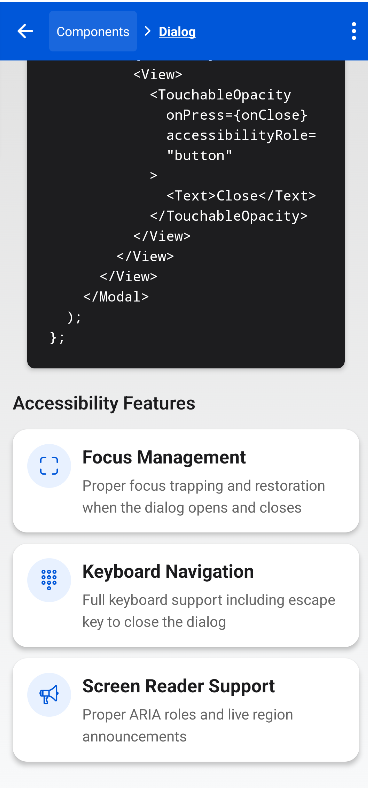 Components
Dialog
<View>
<TouchableOpacity
onPress={onClose}
accessibilityRole=
"button"
>
<Text>Close</Text>
</TouchableOpacity>
</View>
</View>
</View>
</Modal>
);
};
Accessibility Features
Focus Management
Proper focus trapping and restoration
when the dialog opens and closes
Keyboard Navigation
Full keyboard support including escape
key to close the dialog
Screen Reader Support
Proper ARIA roles and live region
announcements